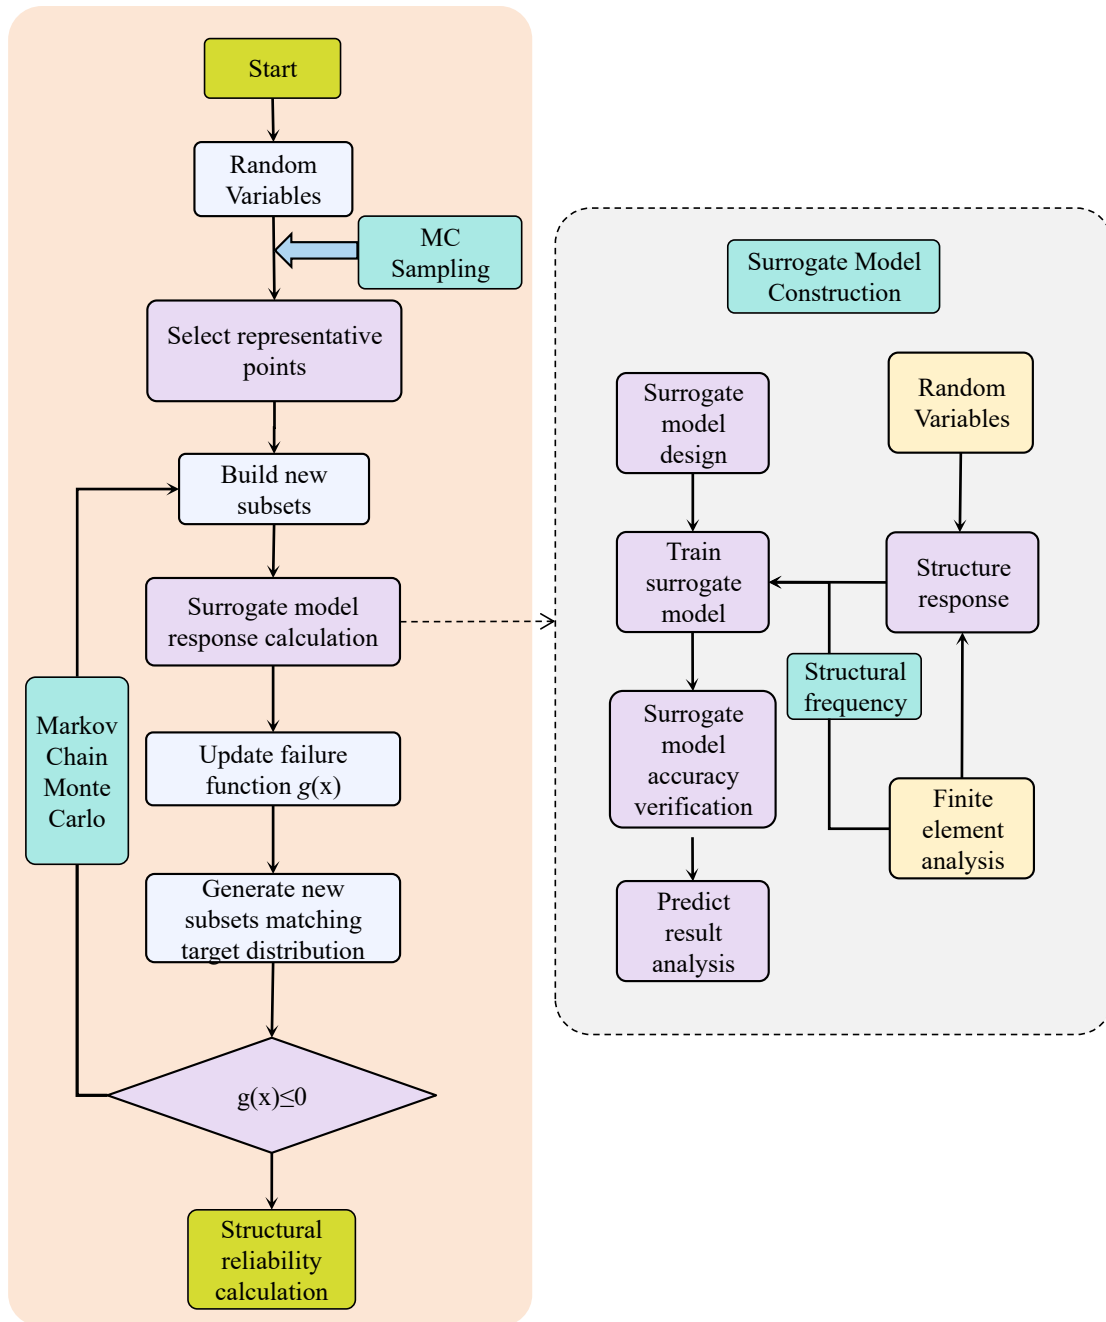 Start
Random
Variables
MC
Sampling
Select representative
points
Build new
subsets
Surrogate model
response calculation
Markov
Chain
Monte
Carlo
Update failure
function g(x)
Generate new
subsets matching
target distribution
g(x)≤0
Structural
reliability
calculation
Surrogate Model
Construction
Surrogate
model
design
Random
Variables
Train
surrogate
model
Structure
response
Structural
frequency
Surrogate
model
accuracy
verification
Finite
element
analysis
Predict
result
analysis